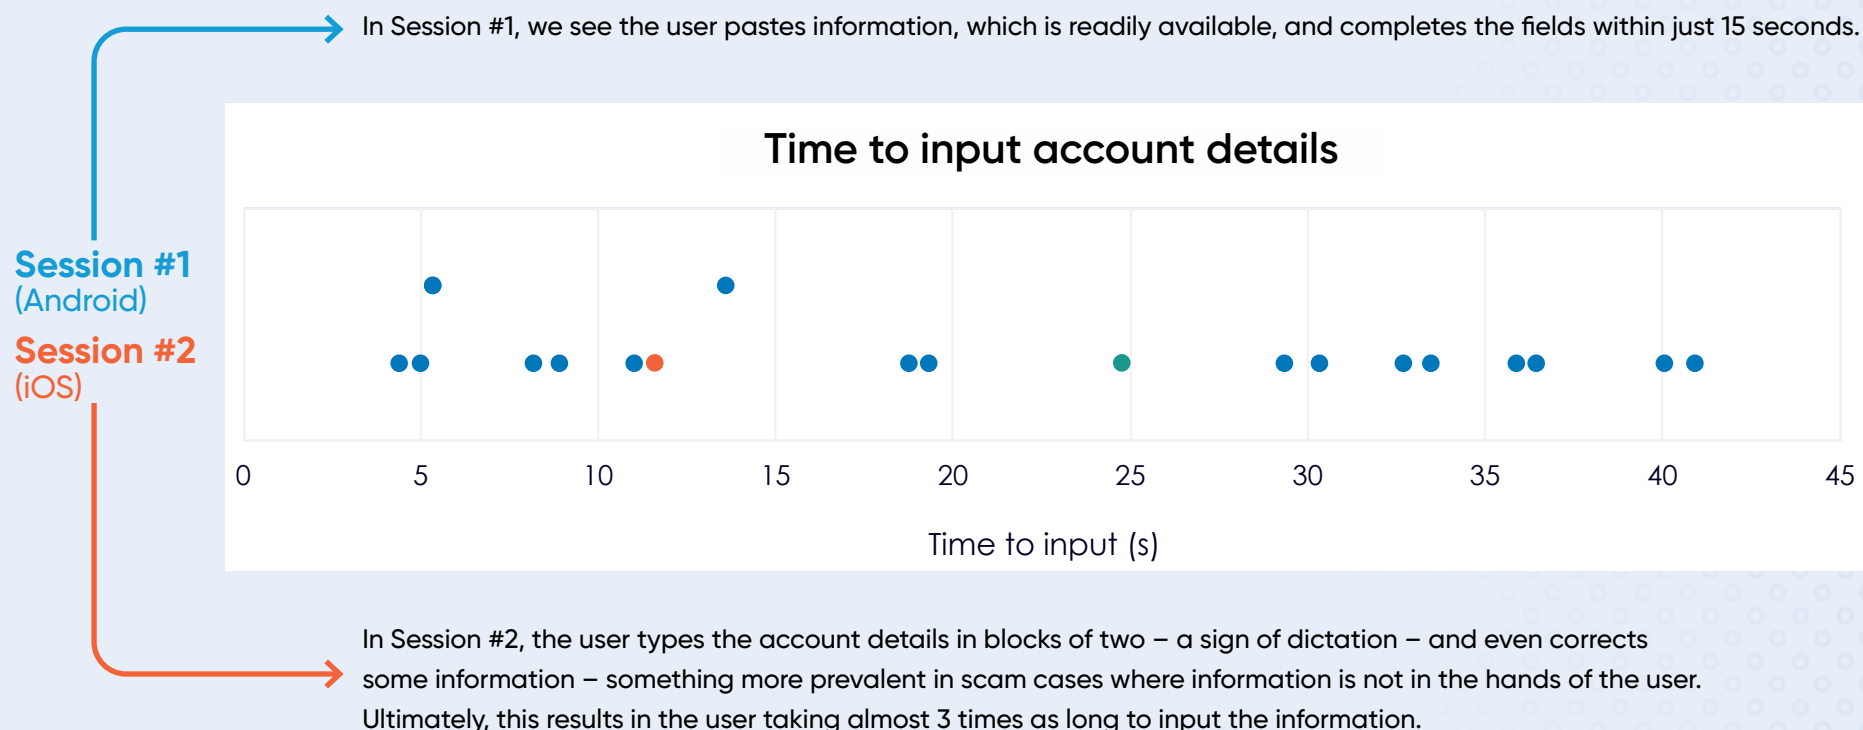 In Session #1, we see the user pastes information, which is readily available, and completes the fields within just 15 seconds.
Time to input account details
Session #1
(Android)
Session #2
(iOS)
0 5 10 15 20 25 30 35 40 45
Time to input (s)
In Session #2, the user types the account details in blocks of two – a sign of dictation – and even corrects
some information – something more prevalent in scam cases where information is not in the hands of the user.
Ultimately, this results in the user taking almost 3 times as long to input the information.